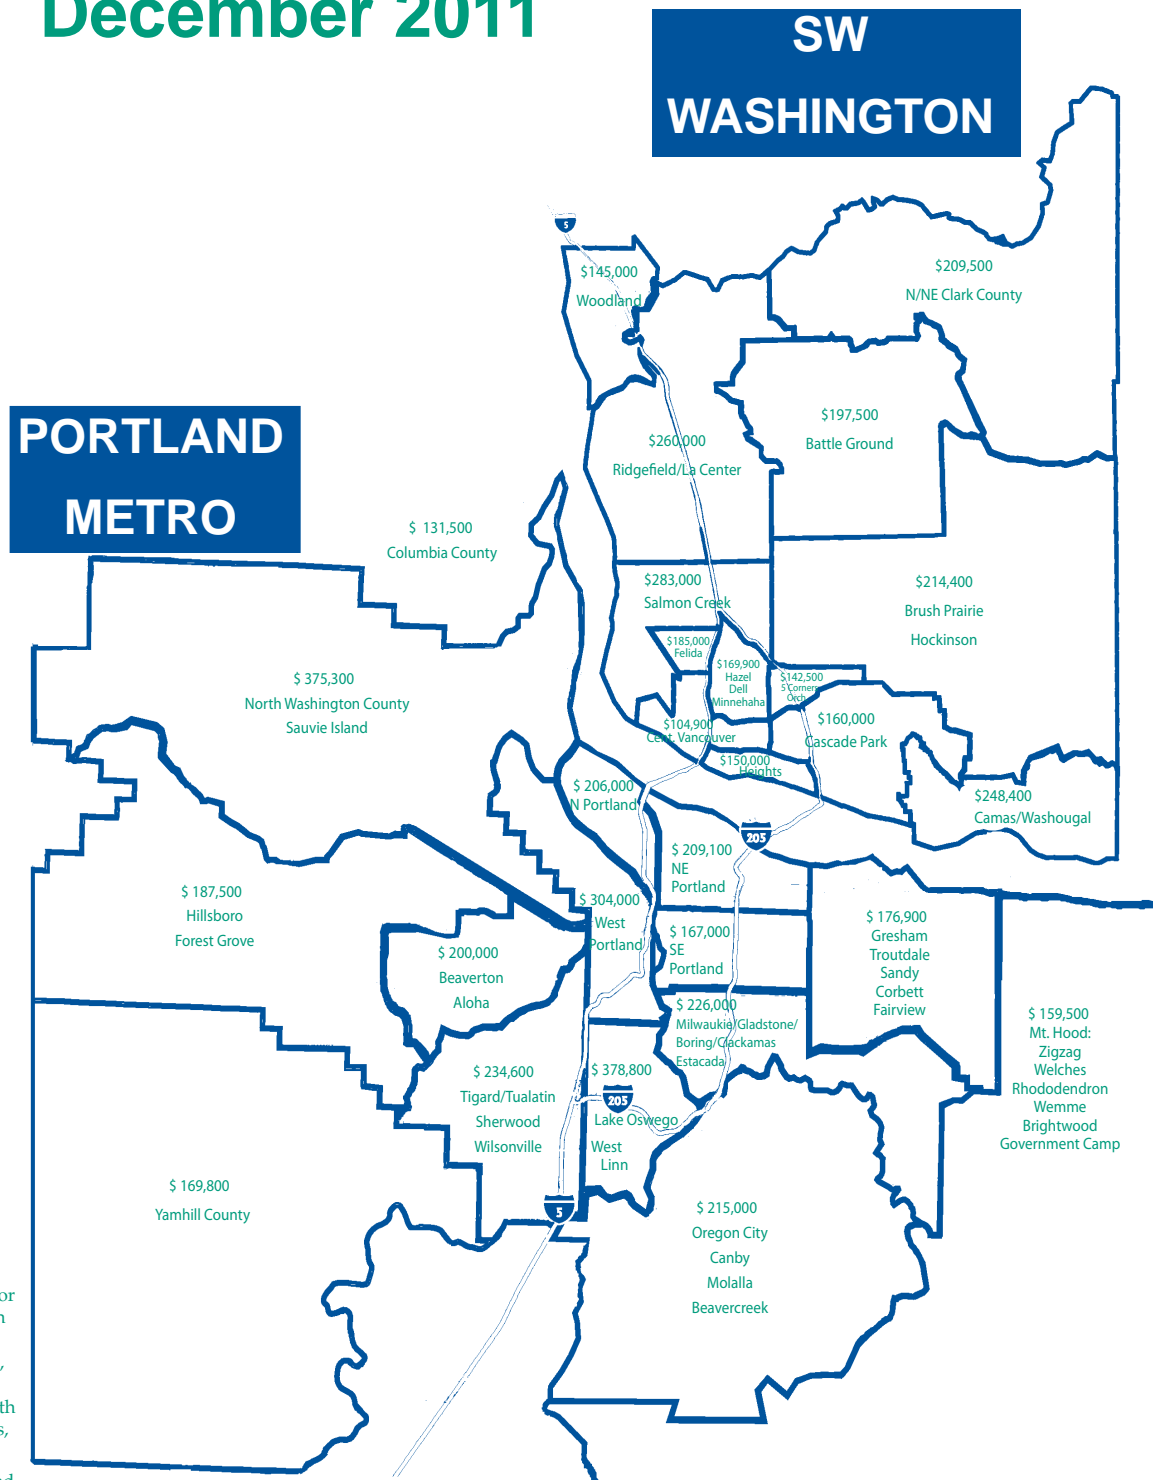 December 2011
SW
WASHINGTON
PORTLAND
METRO
5
$145,000
Woodland
$209,500
N/NE Clark County
$197,500
Battle Ground
$260,000
Ridgefield/La Center
$ 131,500
Columbia County
$283,000
Salmon Creek
$214,400
Brush Prairie
Hockinson
$185,000
Felida
$169,900
Hazel
Dell
Minnehaha
$142,500
5 Corners
Orch
$ 375,300
North Washington County
Sauvie Island
$104,900
Cent. Vancouver
$160,000
Cascade Park
$150,000
Heights
$ 206,000
N Portland
$248,400
Camas/Washougal
205
$ 209,100
NE
Portland
$ 187,500
Hillsboro
Forest Grove
$ 304,000
West
Portland
$ 167,000
SE
Portland
$ 176,900
Gresham
Troutdale
Sandy
Corbett
Fairview
$ 200,000
Beaverton
Aloha
$ 226,000
Milwaukie/Gladstone/
Boring/Clackamas
Estacada
$ 159,500
Mt. Hood:
Zigzag
Welches
Rhododendron
Wemme
Brightwood
Government Camp
$ 234,600
Tigard/Tualatin
Sherwood
Wilsonville
$ 378,800
205
Lake Oswego
West
Linn
$ 169,800
Yamhill County
5
$ 215,000
Oregon City
Canby
Molalla
Beavercreek
or
n
,
th
s,